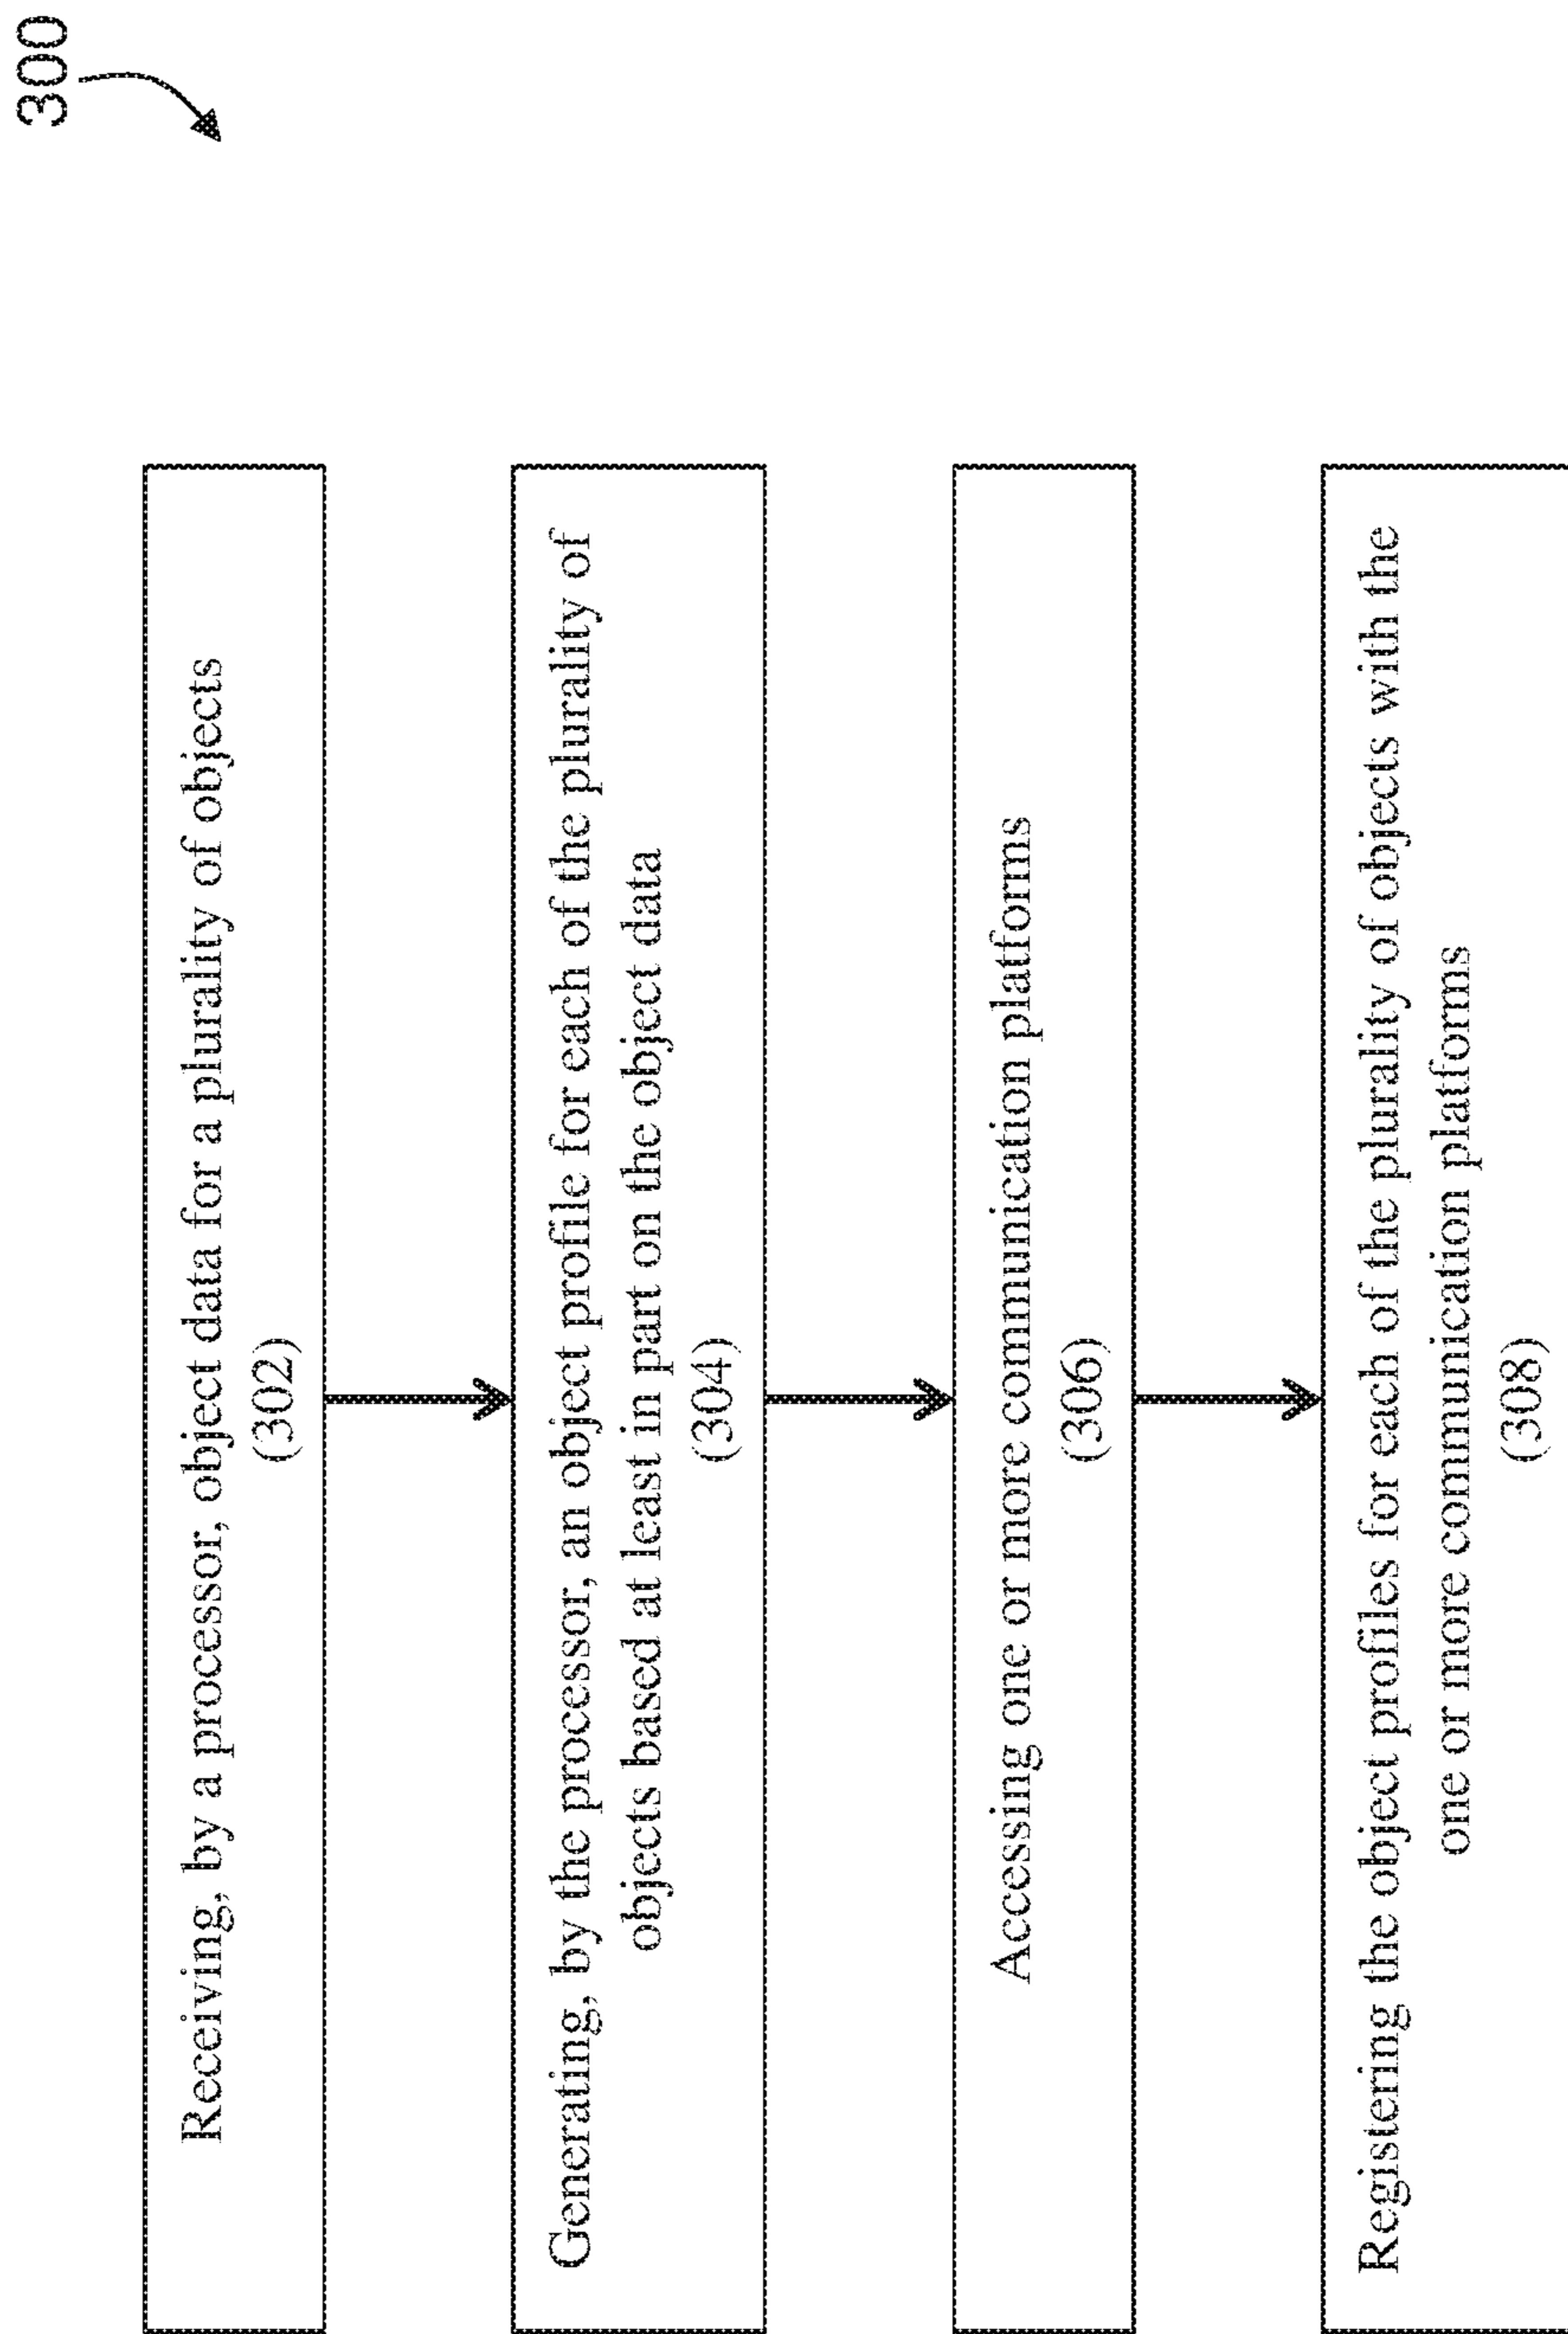 300
Receiving, by a processor, object data for a plurality of objects
(302)
Generating, by the processor, an object profile for each of the plurality of
objects based at least in part on the object data
(304)
Accessing one or more communication platforms
(306)
Registering the object profiles for each of the plurality of objects with the
one or more communication platforms
(308)